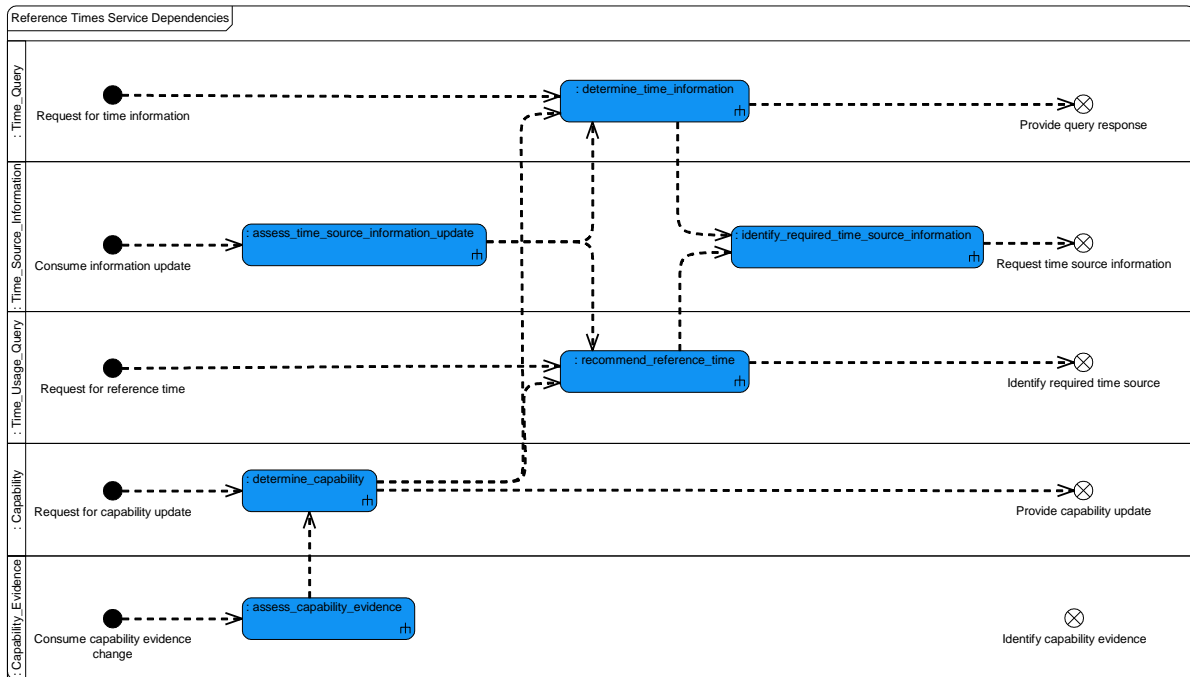 Reference Times Service Dependencies
: Time_Query
Request for time information
: determine_time_information
Provide query response
: Time_Source_Information
Consume information update
: assess_time_source_information_update
: identify_required_time_source_information
Request time source information
: Time_Usage_Query
Request for reference time
: recommend_reference_time
Identify required time source
: Capability
Request for capability update
: determine_capability
Provide capability update
: Capability_Evidence
Consume capability evidence
change
: assess_capability_evidence
Identify capability evidence